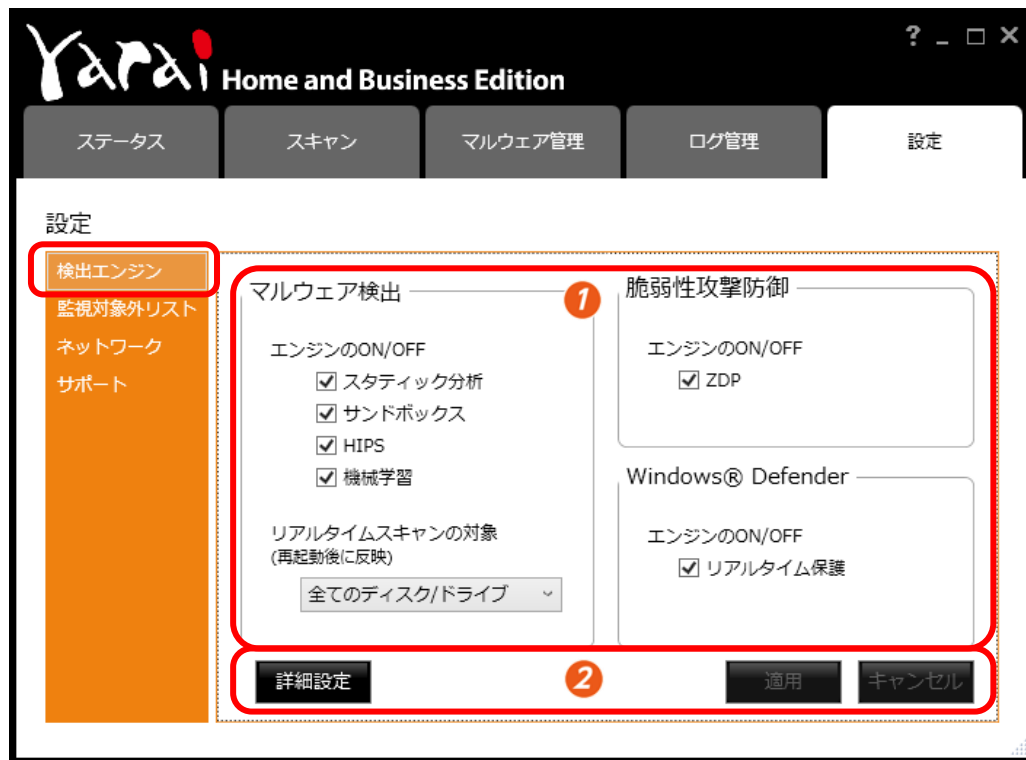 Yarai Home and Business Edition
? _ □ ×
ステータス スキャン マルウェア管理 ログ管理 設定
設定
検出エンジン
監視対象外リスト
ネットワーク
サポート
マルウェア検出
1
エンジンのON/OFF
スタティック分析
サンドボックス
HIPS
機械学習
リアルタイムスキャンの対象
(再起動後に反映)
全てのディスク/ドライブ
脆弱性攻撃防御
エンジンのON/OFF
ZDP
Windows® Defender
エンジンのON/OFF
リアルタイム保護
詳細設定 2 適用 キャンセル